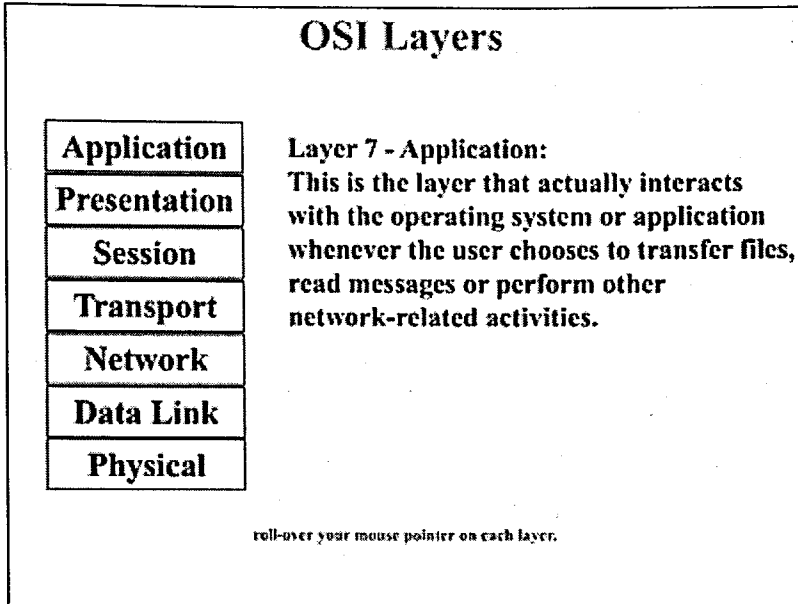 OSI Layers
Application
Presentation
Session
Transport
Network
Data Link
Physical
Layer 7 - Application:
This is the layer that actually interacts
with the operating system or application
whenever the user chooses to transfer files,
read messages or perform other
network-related activities.
roll-over your mouse pointer on each layer.